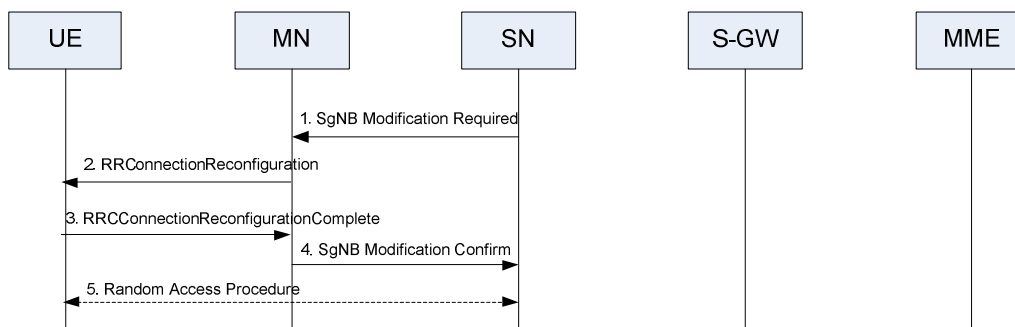 UE
MN
SN
S-GW
MME
1. SgNB Modification Required
2. RRConnectionReconfiguration
3. RRCConnectionReconfigurationComplete
4. SgNB Modification Confirm
5. Random Access Procedure